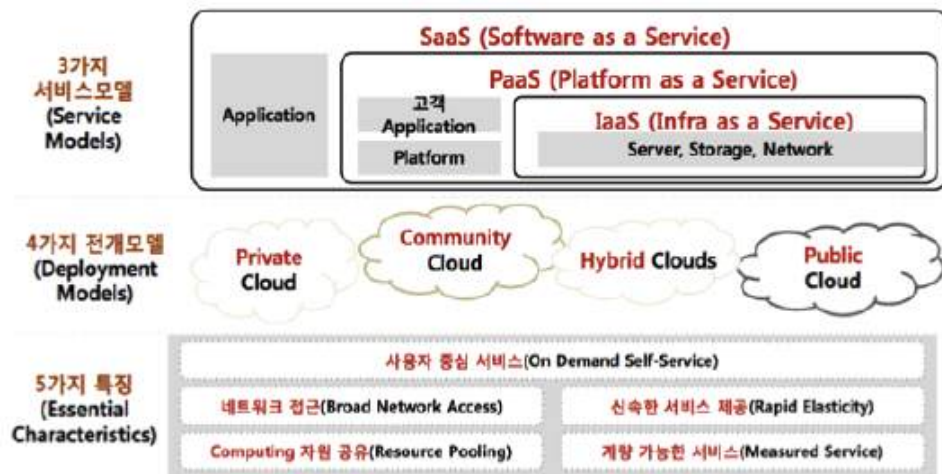 3가지
서비스모델
(Service
Models)
SaaS (Software as a Service)
Application
PaaS (Platform as a Service)
고객
Application
Platform
IaaS (Infra as a Service)
Server, Storage, Network
4가지 전개모델
(Deployment
Models)
Private
Cloud
Community
Cloud
Hybrid Clouds
Public
Cloud
5가지 특징
(Essential
Characteristics)
사용자 중심 서비스(On Demand Self-Service)
네트워크 접근(Broad Network Access)
신속한 서비스 제공(Rapid Elasticity)
Computing 자원 공유(Resource Pooling)
계량 가능한 서비스(Measured Service)